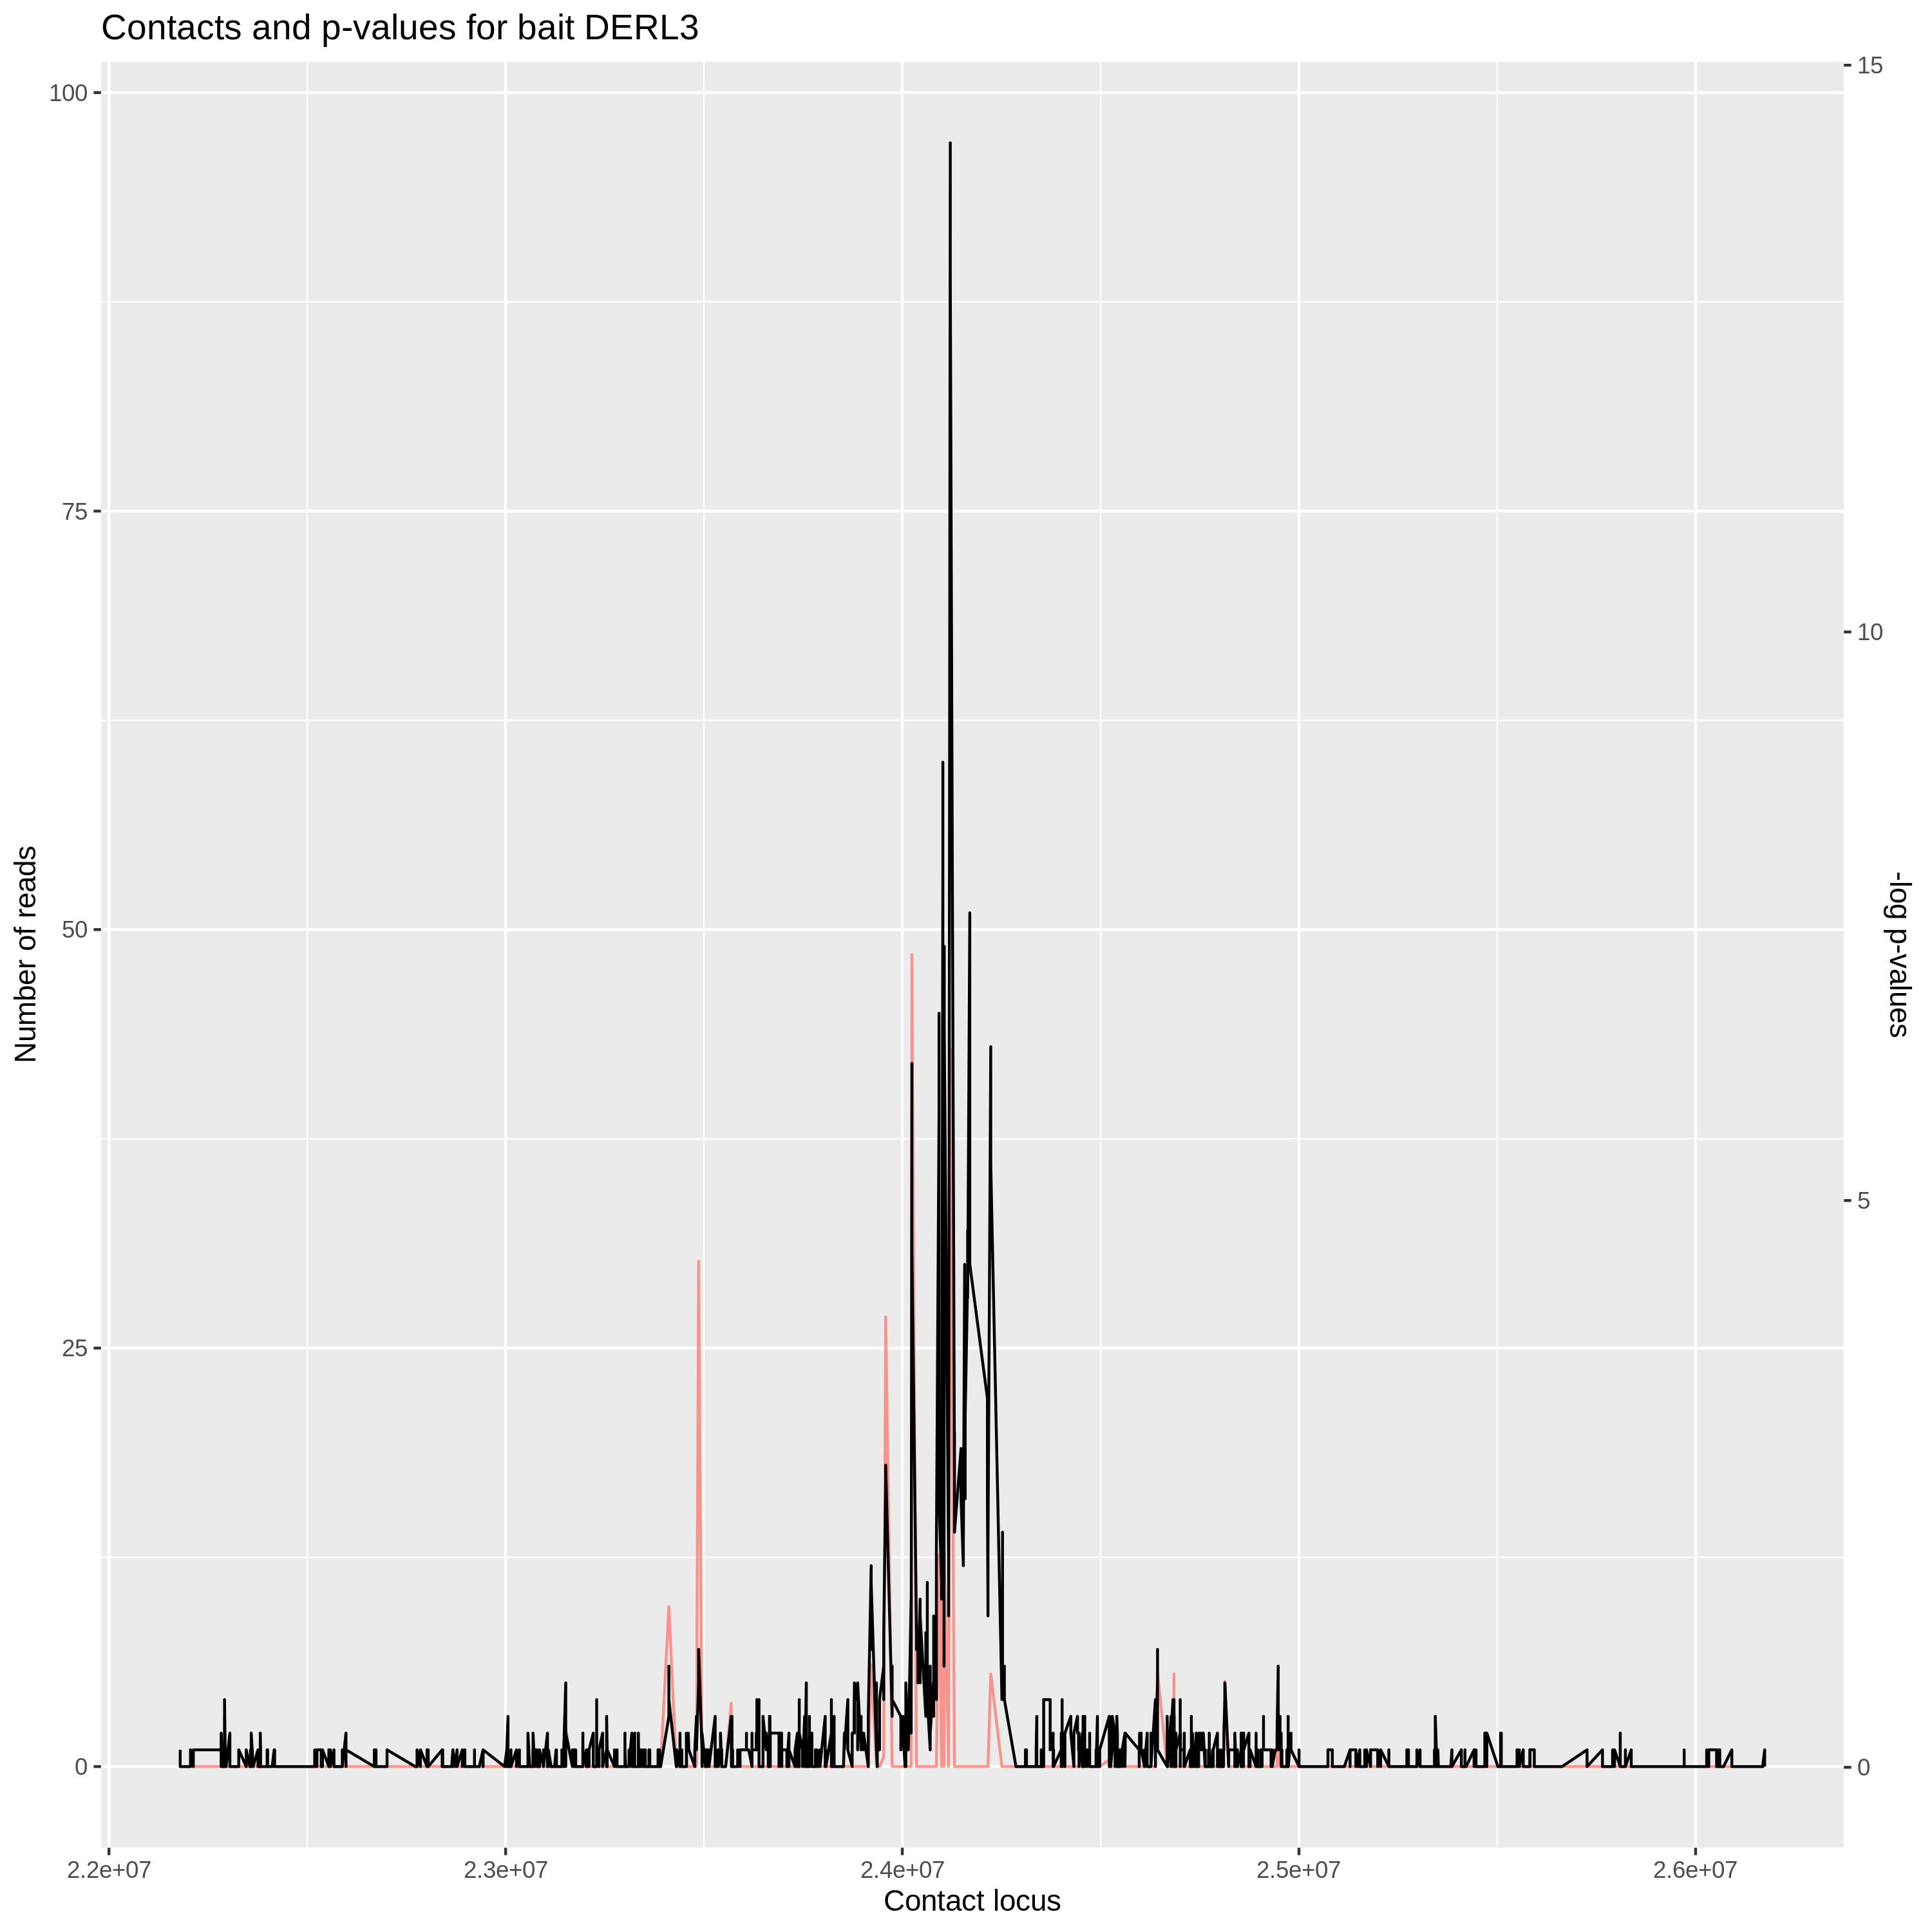 Contacts and p-values for bait DERL3
100
75
50
25
0
Number of reads
15
10
5
0
-log p-values
2.2e+07
2.3e+07
2.4e+07
2.5e+07
2.6e+07
Contact locus